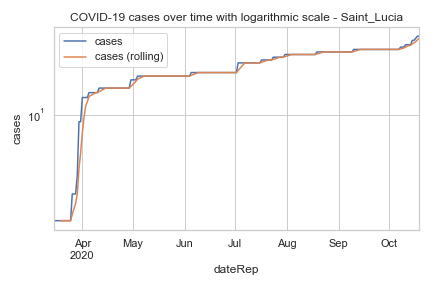 COVID-19 cases over time with logarithmic scale - Saint_Lucia
cases
cases (rolling)
10¹
cases
Apr May Jun Jul Aug Sep Oct
2020
dateRep